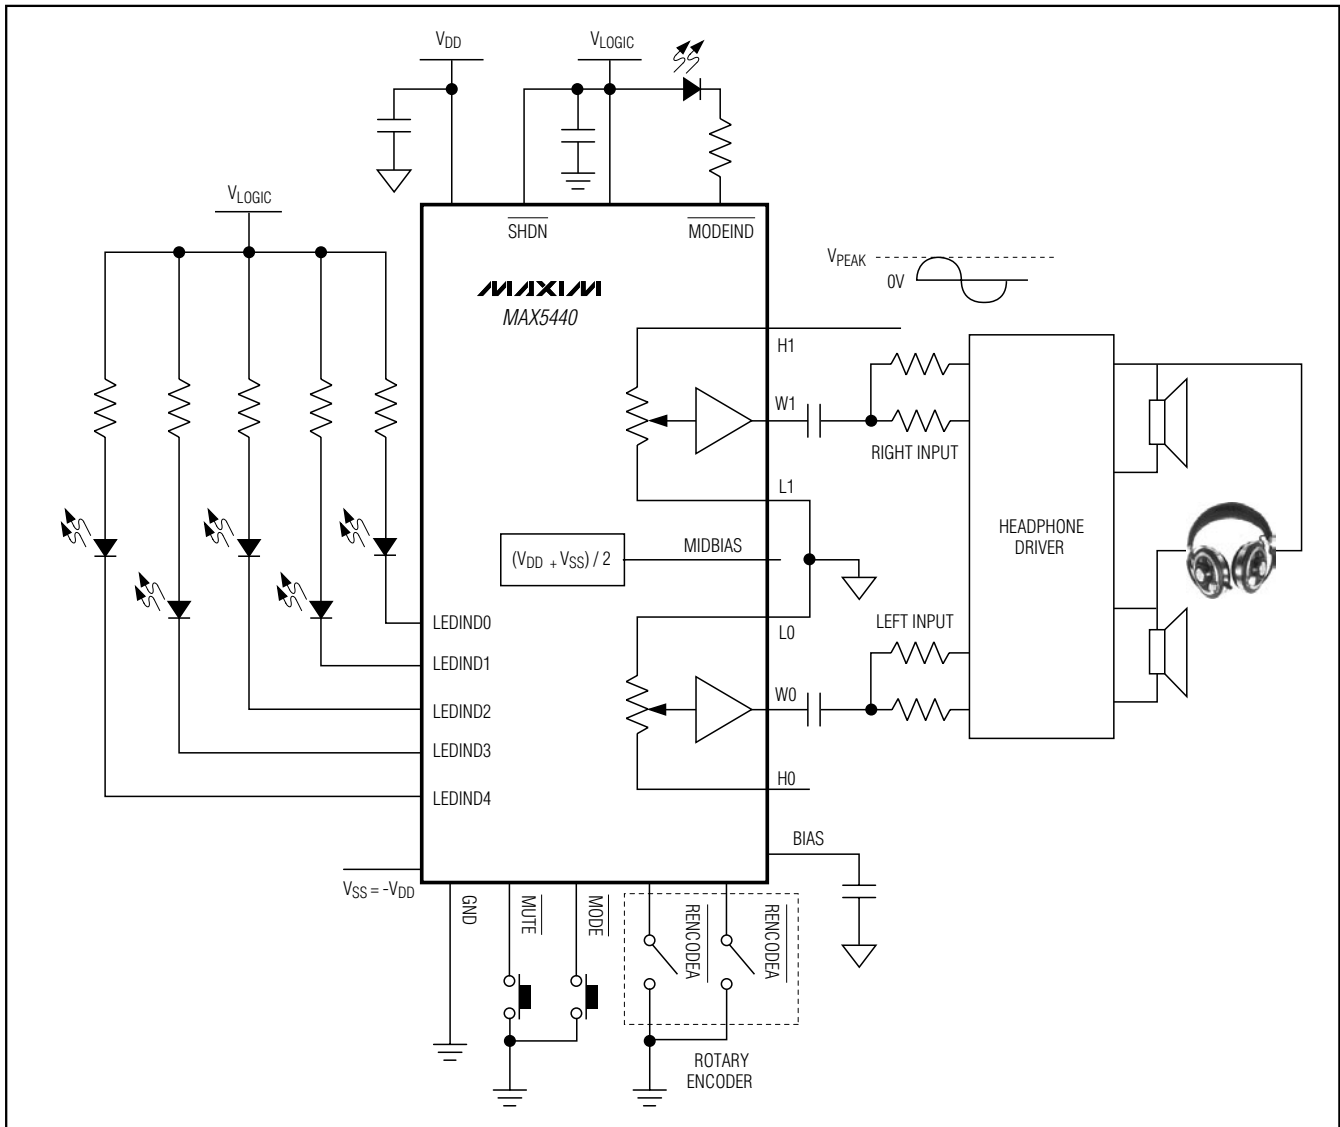 VDD
VLOGIC
VLOGIC
SHDN
MODEIND
MAXIM
MAX5440
VPEAK
0V
H1
W1
RIGHT INPUT
L1
HEADPHONE
DRIVER
(VDD + VSS) / 2
MIDBIAS
LEDIND0
LEDIND1
LEDIND2
LEDIND3
LEDIND4
L0
LEFT INPUT
W0
H0
BIAS
VSS = -VDD
GND
MUTE
MODE
RENCODEA
RENCODEA
ROTARY
ENCODER